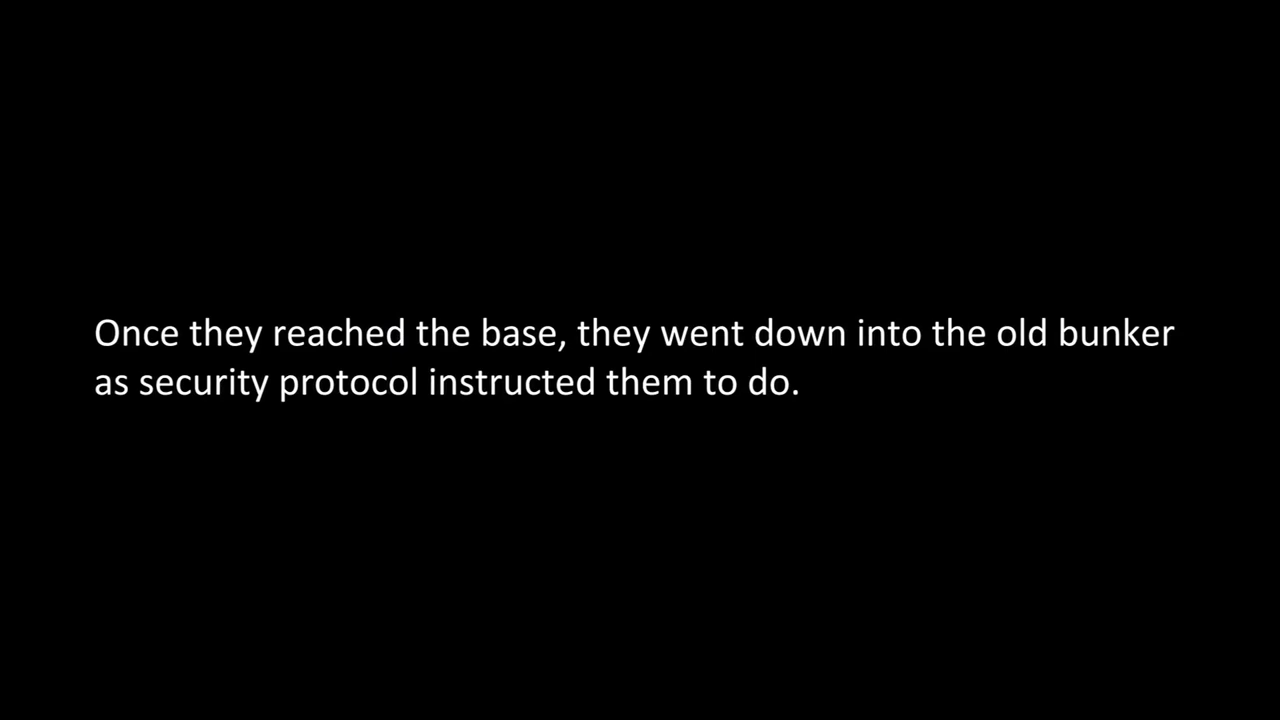 Once they reached the base, they went down into the old bunker
as security protocol instructed them to do.